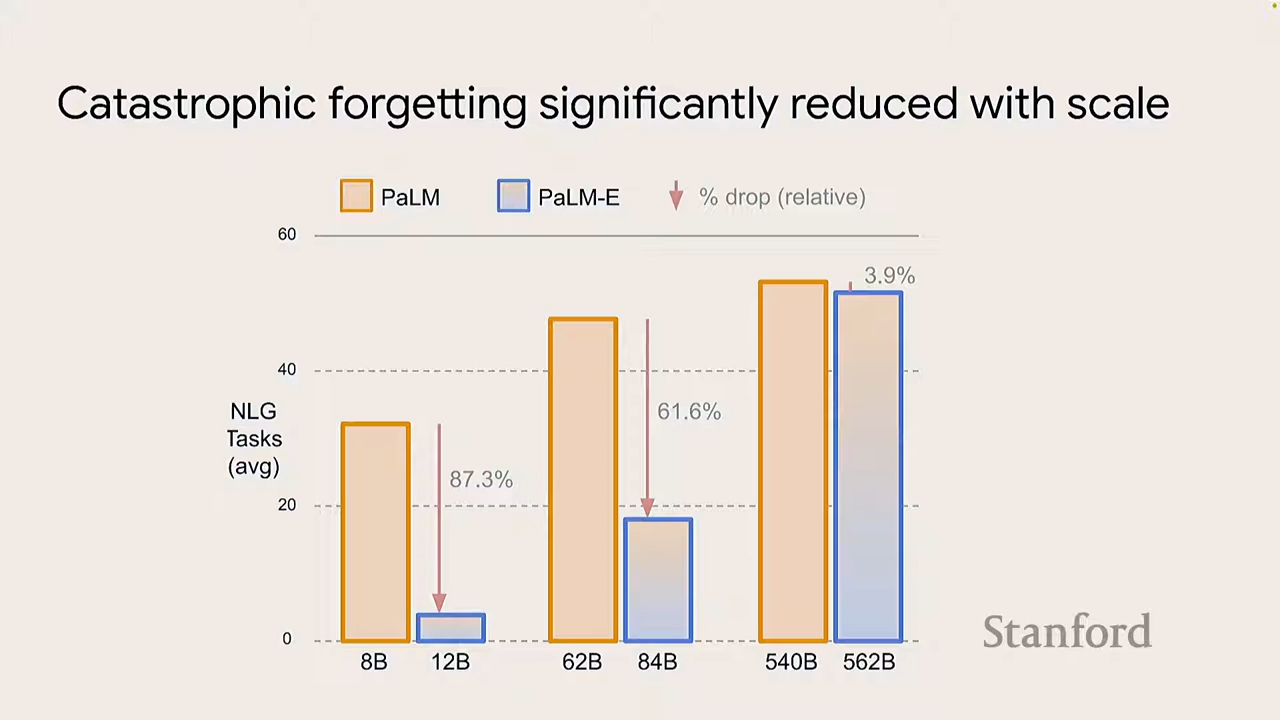 Catastrophic forgetting significantly reduced with scale
PaLM
PaLM-E
% drop (relative)
60
3.9%
40
NLG
Tasks
(avg)
61.6%
87.3%
20
0
8B
12B
62B
84B
540B
562B
Stanford